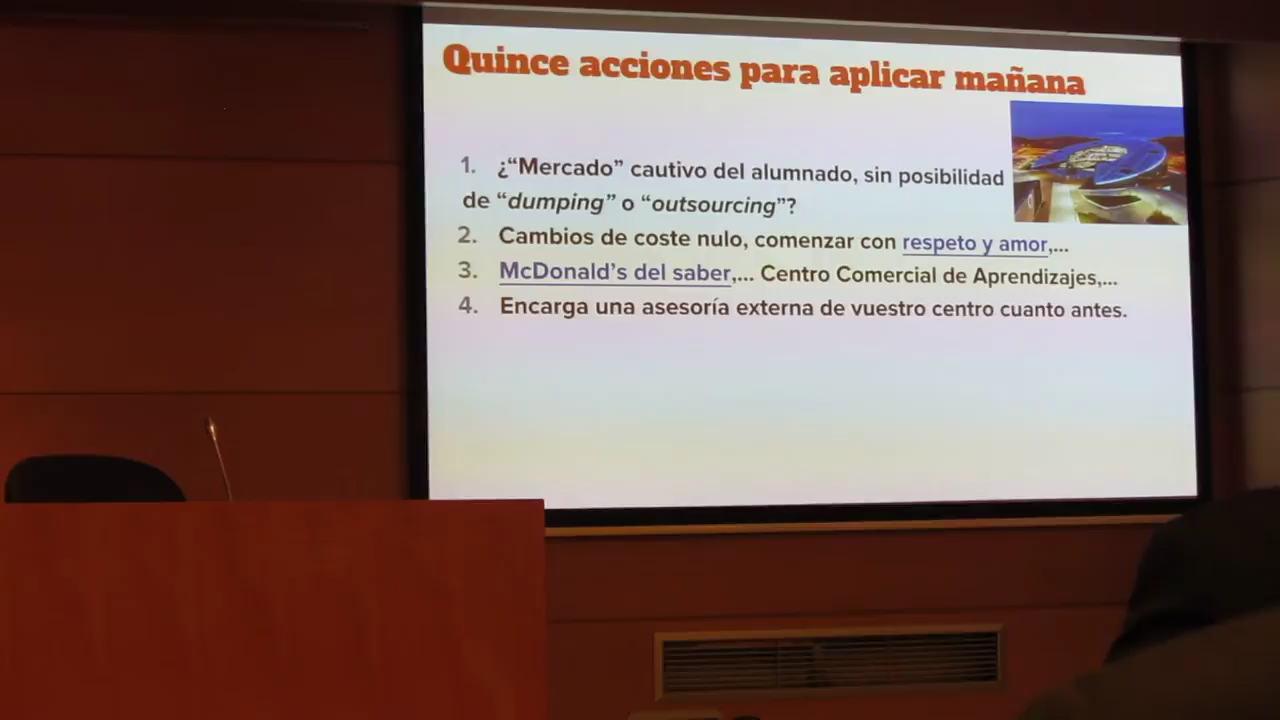 Quince acciones para aplicar mañana
1. ¿“Mercado” cautivo del alumnado, sin posibilidad
de “dumping” o “outsourcing”?
2. Cambios de coste nulo, comenzar con respeto y amor,...
3. McDonald’s del saber,... Centro Comercial de Aprendizajes,...
4. Encarga una asesoría externa de vuestro centro cuanto antes.